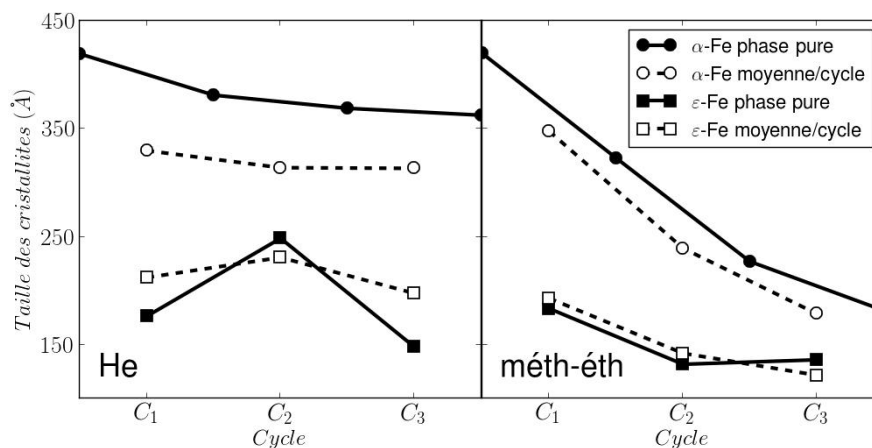 450
350
250
150
Taille des cristallites (Å)
α-Fe phase pure
α-Fe moyenne/cycle
ε-Fe phase pure
ε-Fe moyenne/cycle
He
méth-éth
C₁ C₂ C₃ C₁ C₂ C₃
Cycle Cycle